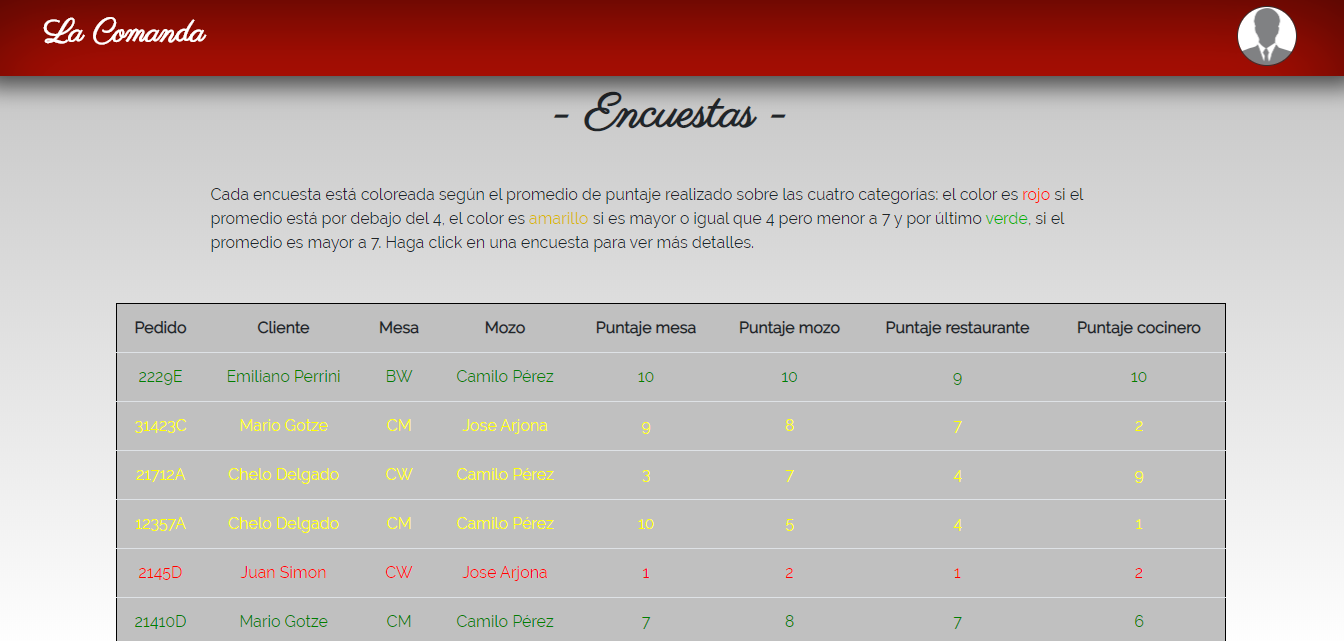 La Comanda
- Encuestas -
Cada encuesta está coloreada según el promedio de puntaje realizado sobre las cuatro categorías: el color es rojo si el
promedio está por debajo del 4, el color es amarillo si es mayor o igual que 4 pero menor a 7 y por último verde, si el
promedio es mayor a 7. Haga click en una encuesta para ver más detalles.
Pedido Cliente Mesa Mozo Puntaje mesa Puntaje mozo Puntaje restaurante Puntaje cocinero
2229E Emiliano Perrini BW Camilo Pérez 10 10 9 10
31423C Mario Gotze CM Jose Arjona 9 8 7 2
21712A Chelo Delgado CW Camilo Pérez 3 7 4 9
12357A Chelo Delgado CM Camilo Pérez 10 5 4 1
2145D Juan Simon CW Jose Arjona 1 2 1 2
21410D Mario Gotze CM Camilo Pérez 7 8 7 6